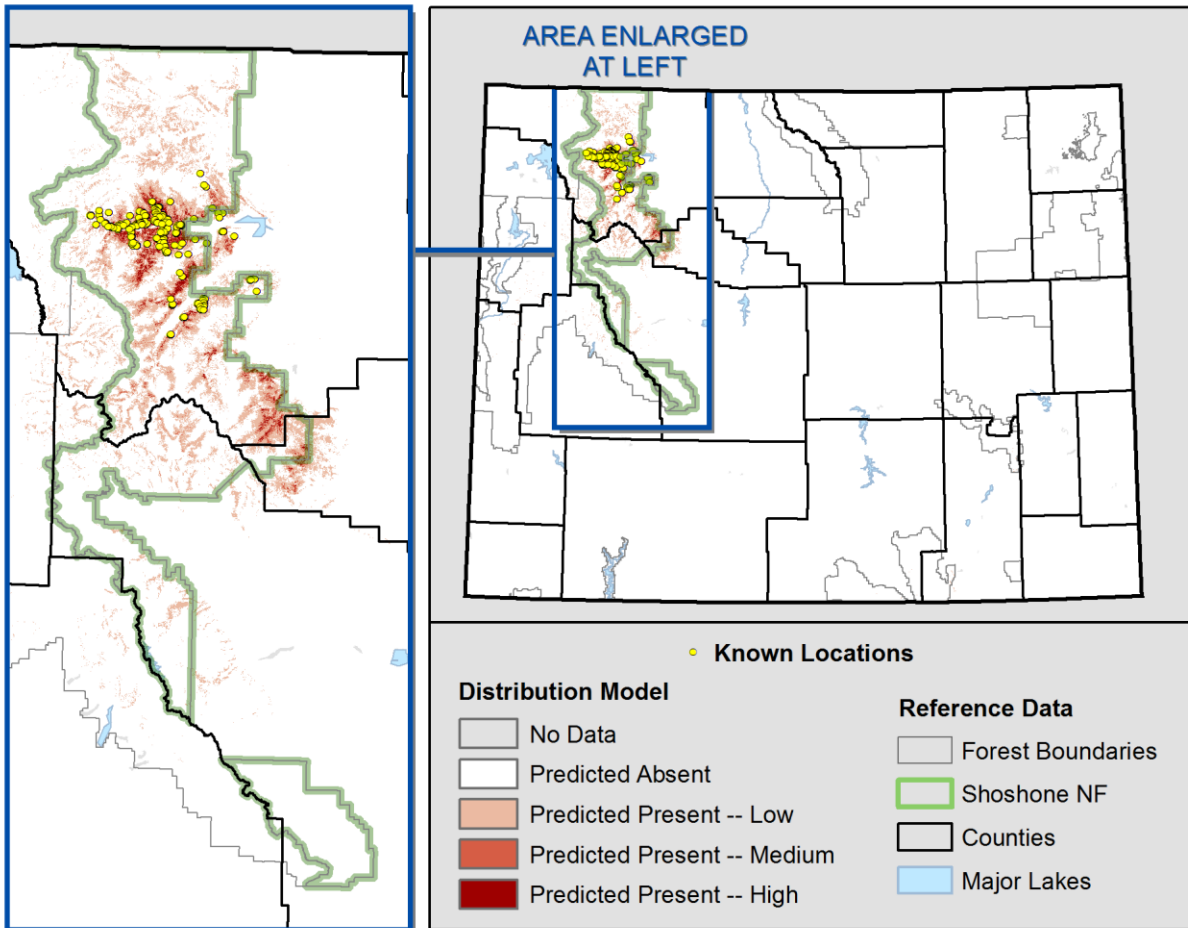 AREA ENLARGED
AT LEFT
Known Locations
Distribution Model
No Data
Predicted Absent
Predicted Present -- Low
Predicted Present -- Medium
Predicted Present -- High
Reference Data
Forest Boundaries
Shoshone NF
Counties
Major Lakes